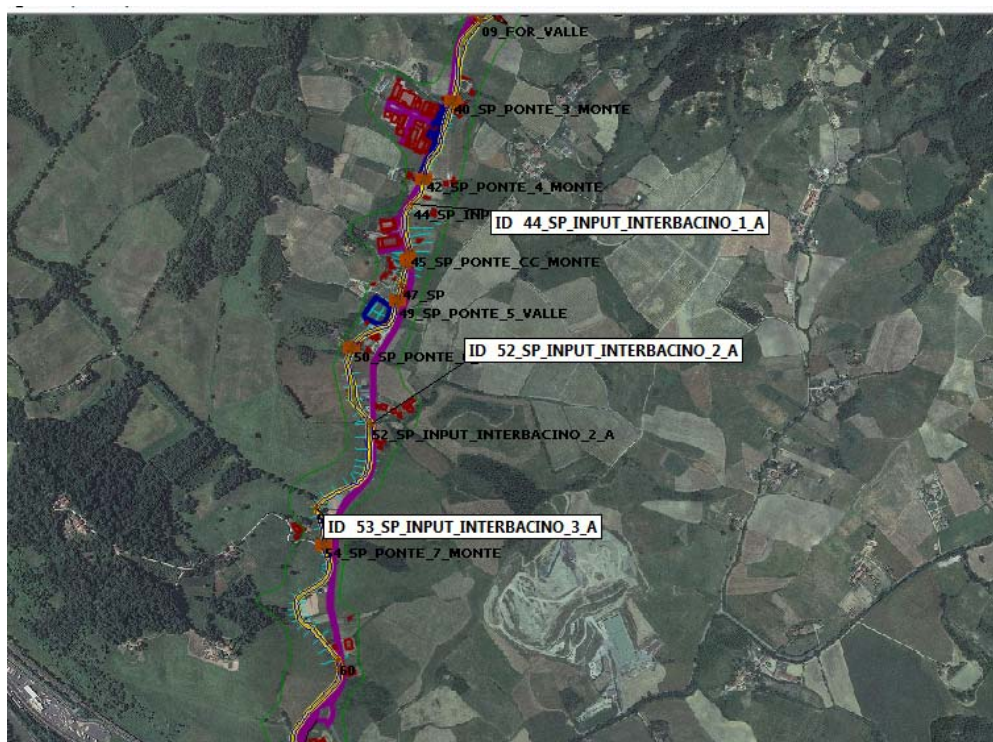 09_FOR_VALLE
40_SP_PONTE_3_MONTE
42_SP_PONTE_4_MONTE
44_SP_INP
ID 44_SP_INPUT_INTERBACINO_1_A
45_SP_PONTE_CC_MONTE
47_SP
49_SP_PONTE_5_VALLE
ID 52_SP_INPUT_INTERBACINO_2_A
50_SP_PONTE
52_SP_INPUT_INTERBACINO_2_A
ID 53_SP_INPUT_INTERBACINO_3_A
54_SP_PONTE_7_MONTE
60